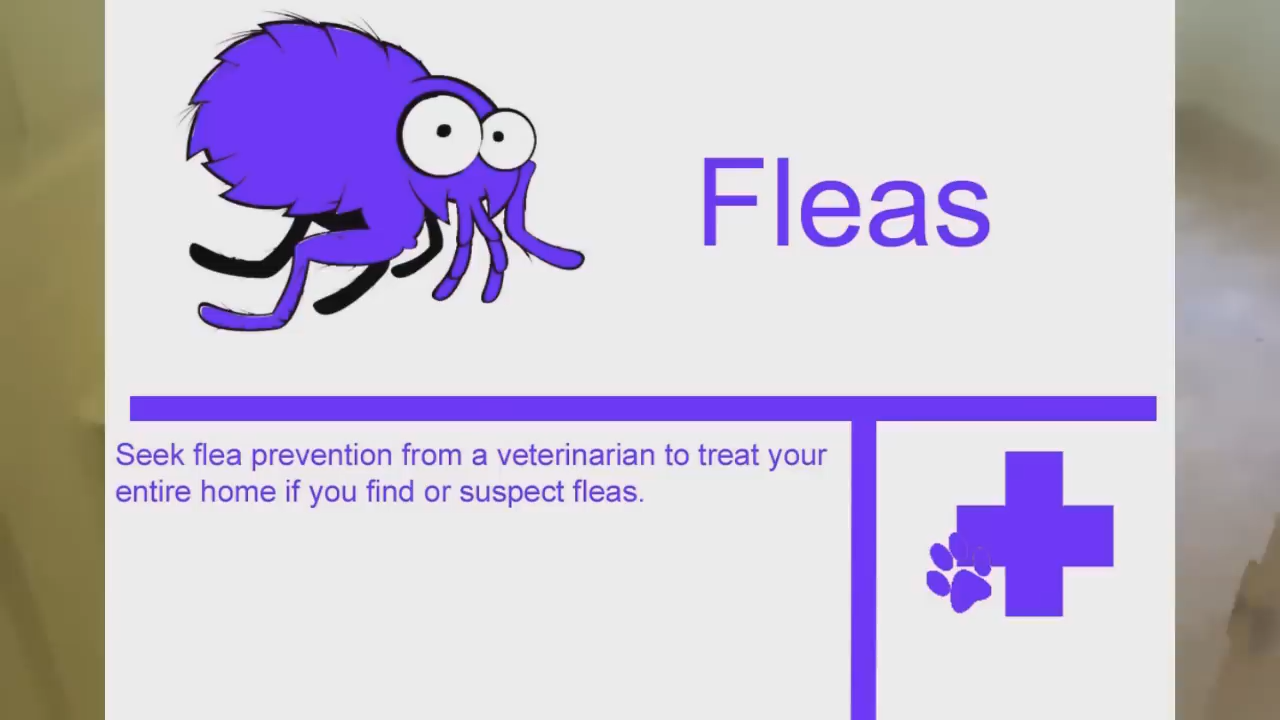 Fleas
Seek flea prevention from a veterinarian to treat your
entire home if you find or suspect fleas.